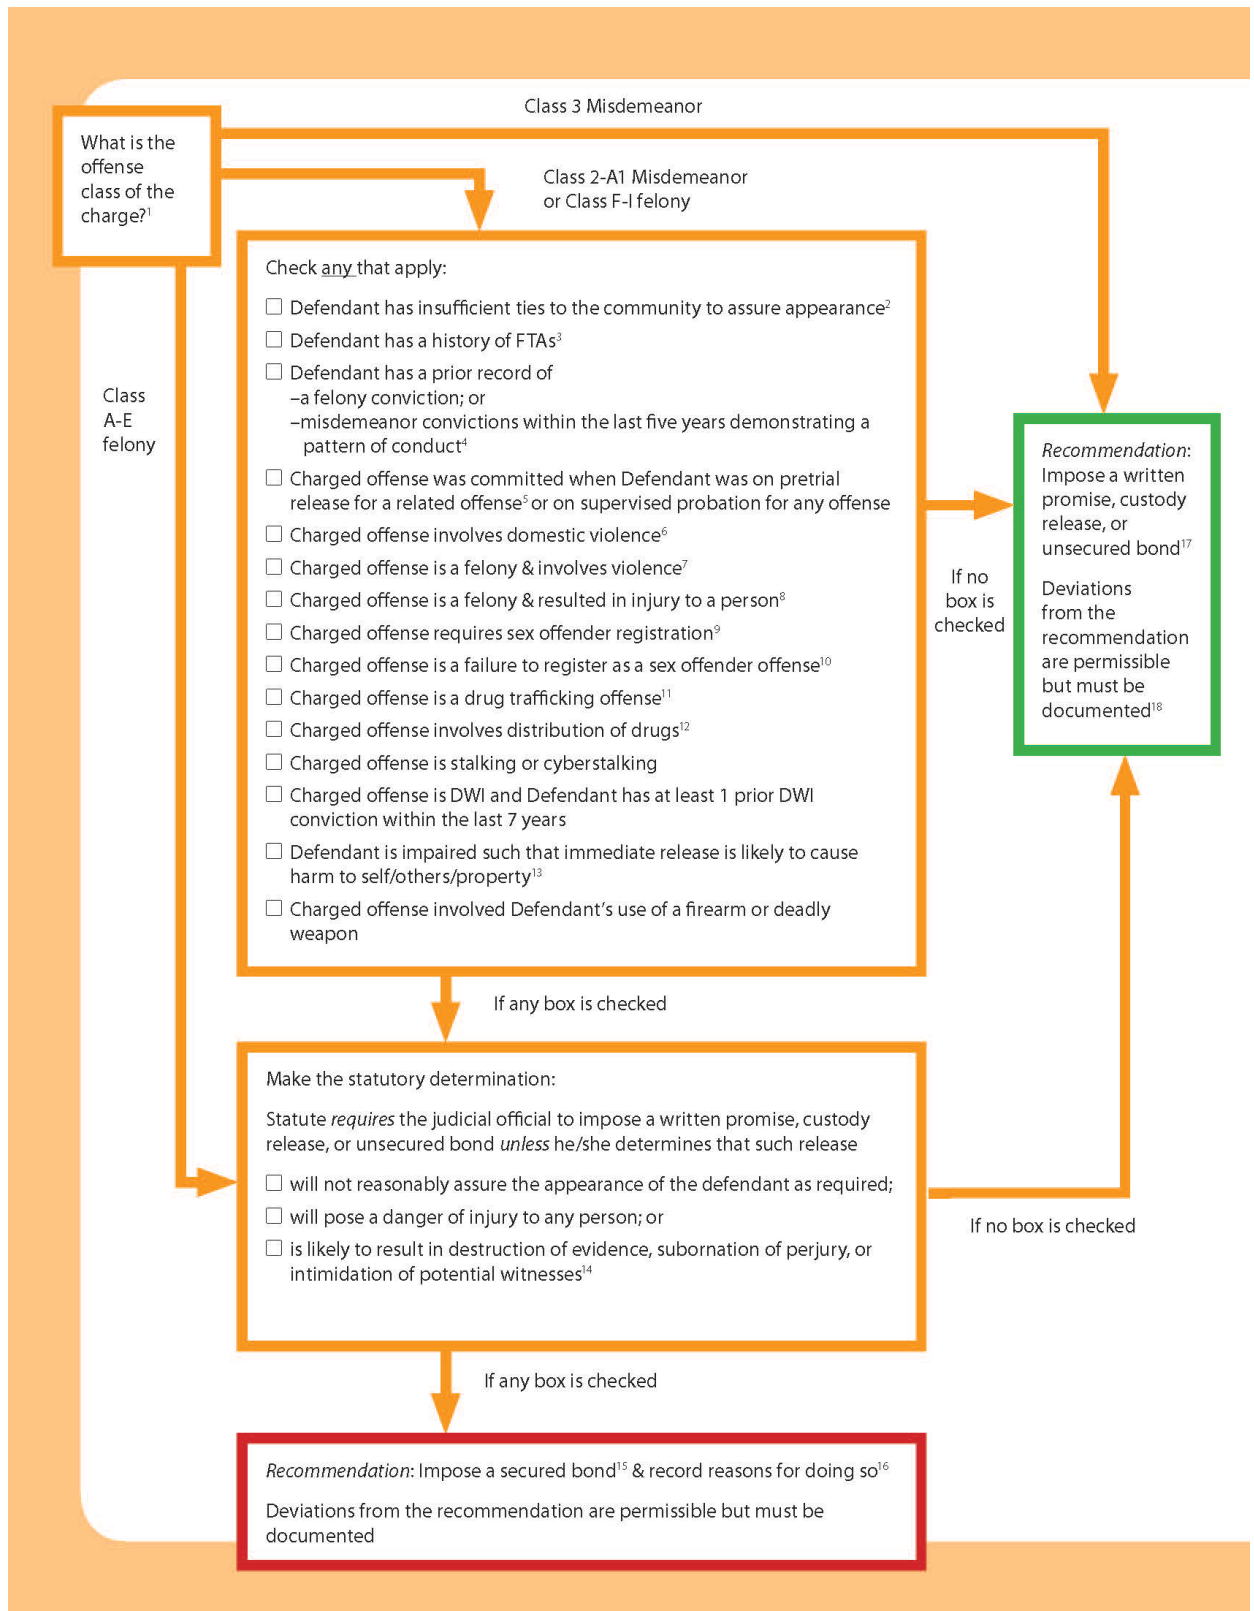 Class 3 Misdemeanor
What is the
offense
class of the
charge?1
Class 2-A1 Misdemeanor
or Class F-I felony
Check any that apply:
☐ Defendant has insufficient ties to the community to assure appearance2
☐ Defendant has a history of FTAs3
☐ Defendant has a prior record of
–a felony conviction; or
–misdemeanor convictions within the last five years demonstrating a
pattern of conduct4
☐ Charged offense was committed when Defendant was on pretrial
release for a related offense5 or on supervised probation for any offense
☐ Charged offense involves domestic violence6
☐ Charged offense is a felony & involves violence7
☐ Charged offense is a felony & resulted in injury to a person8
☐ Charged offense requires sex offender registration9
☐ Charged offense is a failure to register as a sex offender offense10
☐ Charged offense is a drug trafficking offense11
☐ Charged offense involves distribution of drugs12
☐ Charged offense is stalking or cyberstalking
☐ Charged offense is DWI and Defendant has at least 1 prior DWI
conviction within the last 7 years
☐ Defendant is impaired such that immediate release is likely to cause
harm to self/others/property13
☐ Charged offense involved Defendant's use of a firearm or deadly
weapon
Class
A-E
felony
If no
box is
checked
Recommendation:
Impose a written
promise, custody
release, or
unsecured bond17
Deviations
from the
recommendation
are permissible
but must be
documented18
If any box is checked
Make the statutory determination:
Statute requires the judicial official to impose a written promise, custody
release, or unsecured bond unless he/she determines that such release
☐ will not reasonably assure the appearance of the defendant as required;
☐ will pose a danger of injury to any person; or
☐ is likely to result in destruction of evidence, subornation of perjury, or
intimidation of potential witnesses14
If no box is checked
If any box is checked
Recommendation: Impose a secured bond15 & record reasons for doing so16
Deviations from the recommendation are permissible but must be
documented